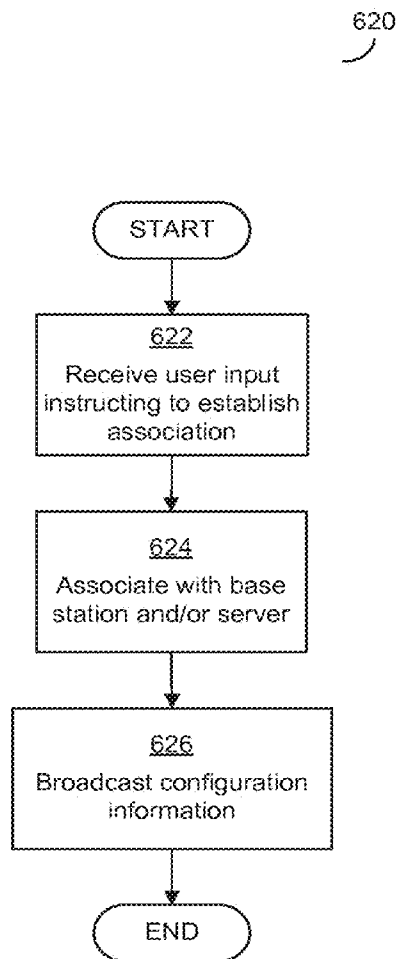 620
START
622
Receive user input
instructing to establish
association
624
Associate with base
station and/or server
626
Broadcast configuration
information
END